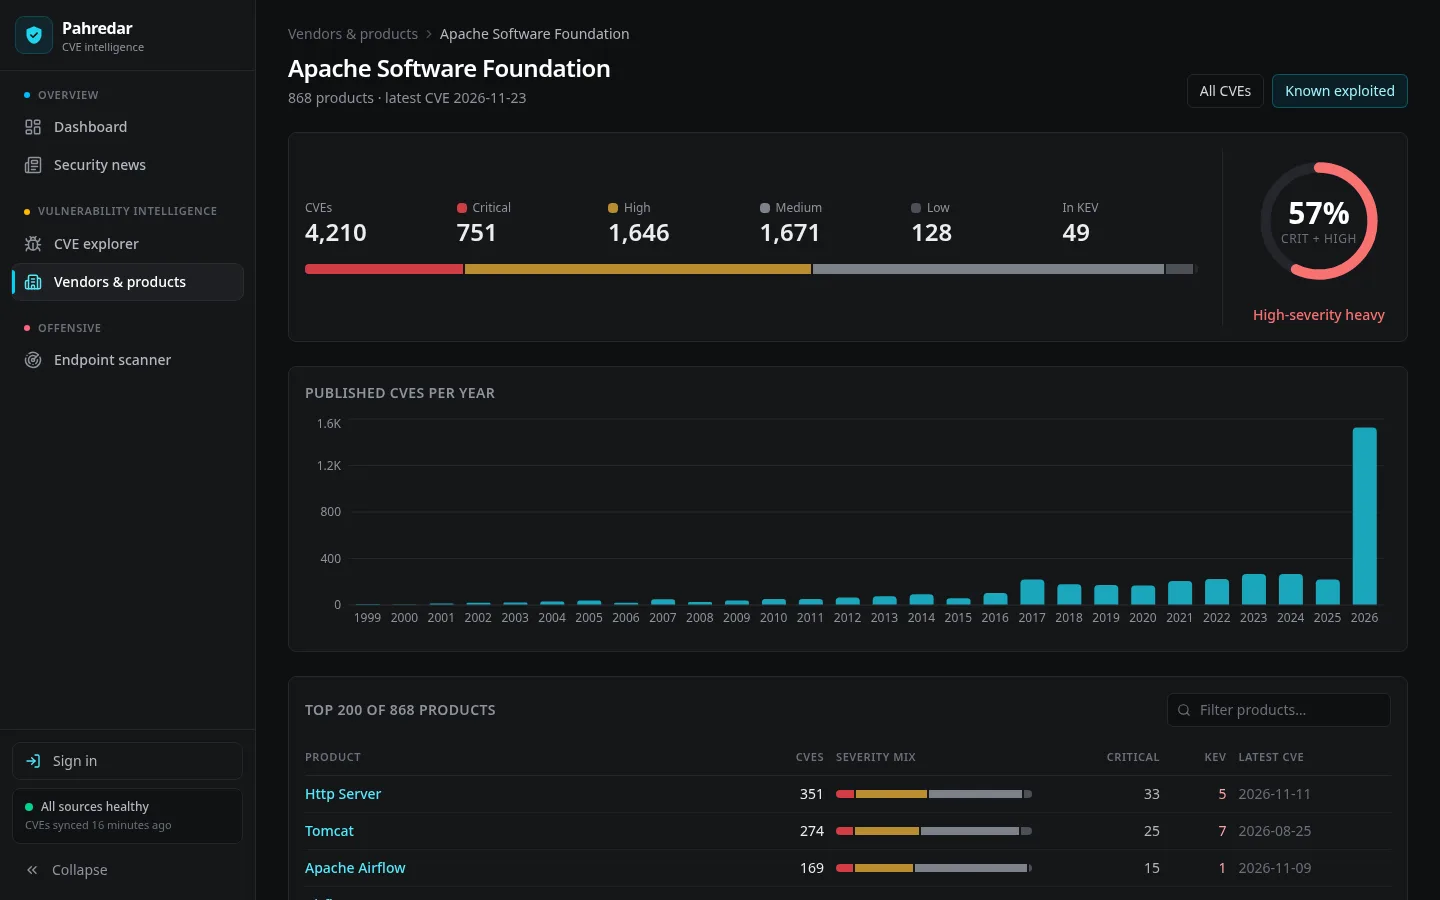 Pahredar
CVE intelligence
OVERVIEW
Dashboard
Security news
VULNERABILITY INTELLIGENCE
CVE explorer
Vendors & products
OFFENSIVE
Endpoint scanner
Sign in
All sources healthy
CVEs synced 16 minutes ago
Collapse
Vendors & products Apache Software Foundation
Apache Software Foundation
868 products · latest CVE 2026-11-23
All CVEs Known exploited
CVEs Critical High Medium Low In KEV
4,210 751 1,646 1,671 128 49
57%
CRIT + HIGH
High-severity heavy
PUBLISHED CVES PER YEAR
1.6K
1.2K
800
400
0
1999 2000 2001 2002 2003 2004 2005 2006 2007 2008 2009 2010 2011 2012 2013 2014 2015 2016 2017 2018 2019 2020 2021 2022 2023 2024 2025 2026
TOP 200 OF 868 PRODUCTS
Filter products...
PRODUCT CVES SEVERITY MIX CRITICAL KEV LATEST CVE
Http Server 351 33 5 2026-11-11
Tomcat 274 25 7 2026-08-25
Apache Airflow 169 15 1 2026-11-09